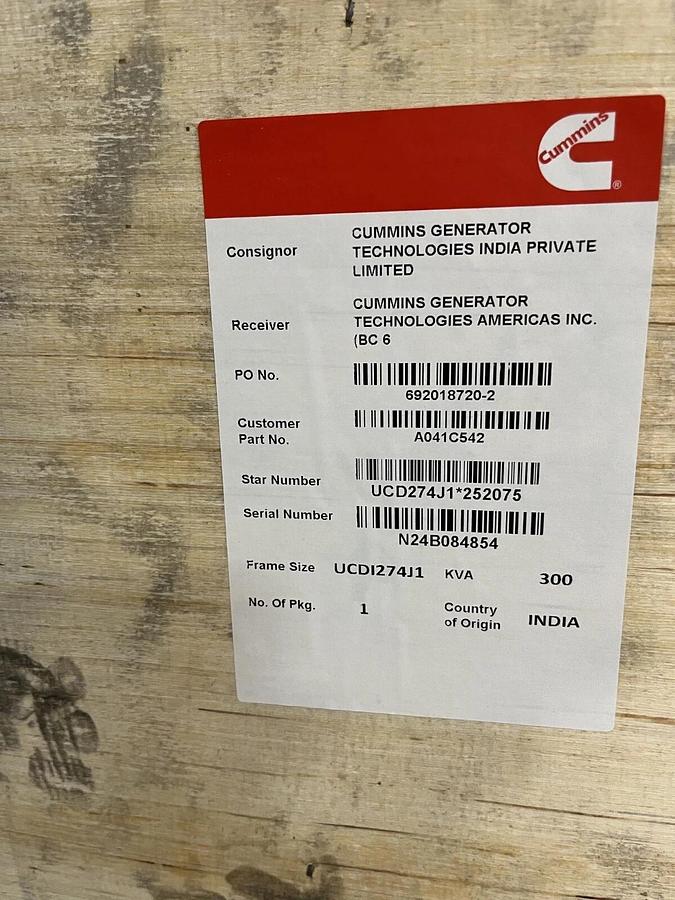 Cummins
®
Consignor
CUMMINS GENERATOR
TECHNOLOGIES INDIA PRIVATE
LIMITED
Receiver
CUMMINS GENERATOR
TECHNOLOGIES AMERICAS INC.
(BC 6
PO No.
692018720-2
Customer
Part No.
A041C542
Star Number
UCD274J1*252075
Serial Number
N24B084854
Frame Size UCDI274J1 KVA 300
No. Of Pkg. 1 Country
of Origin INDIA